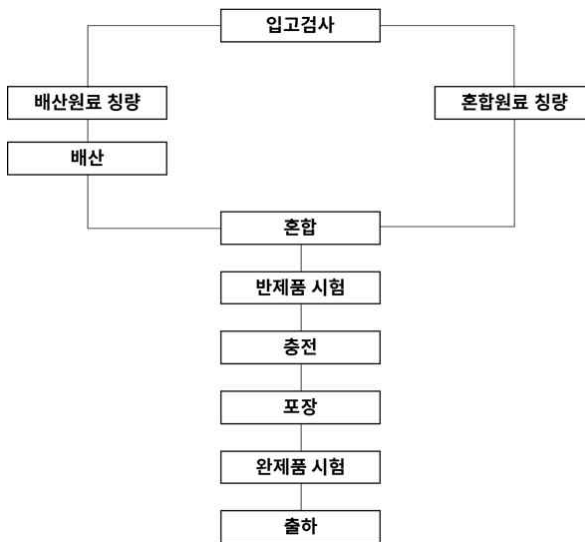 입고검사
배산원료 칭량
혼합원료 칭량
배산
혼합
반제품 시험
충전
포장
완제품 시험
출하